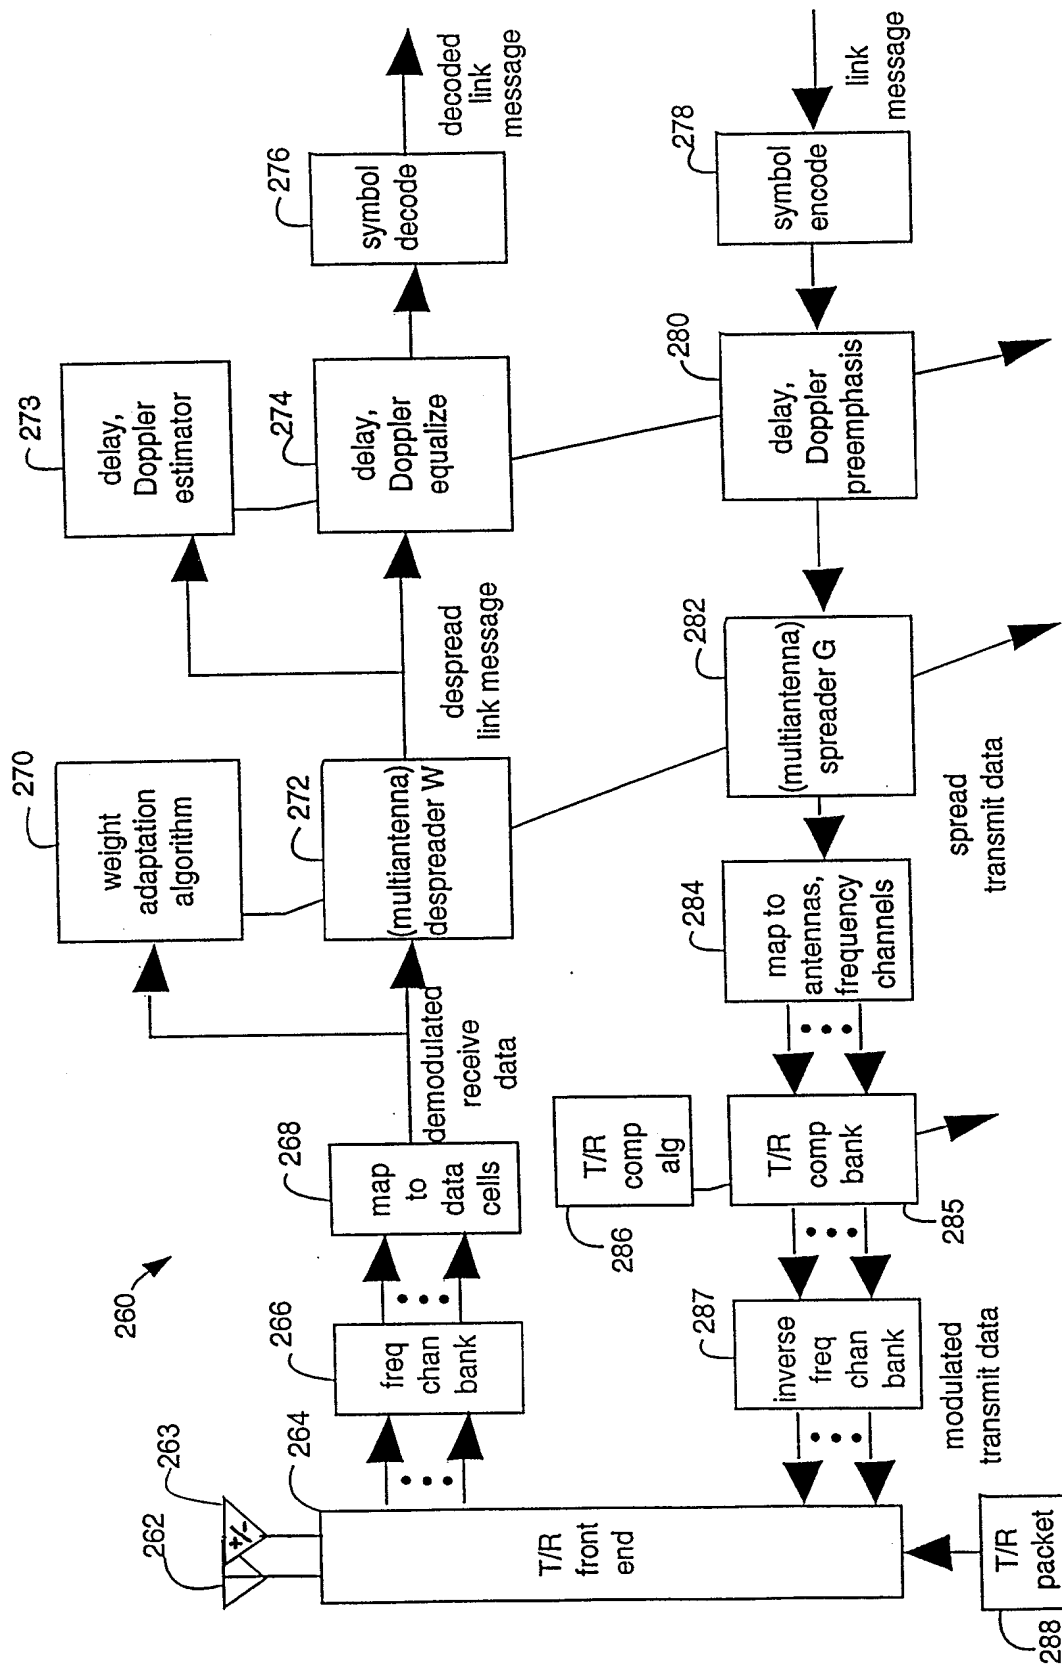 260
262
263
+/-
264
T/R
front
end
T/R
packet
288
266
freq
chan
bank
268
map
to
data
cells
demodulated
receive
data
270
weight
adaptation
algorithm
272
(multiantenna)
despreader W
despread
link message
273
delay,
Doppler
estimator
274
delay,
Doppler
equalize
276
symbol
decode
decoded
link
message
link
message
278
symbol
encode
280
delay,
Doppler
preemphasis
282
(multiantenna)
spreader G
spread
transmit data
284
map to
antennas,
frequency
channels
286
T/R
comp
alg
T/R
comp
bank
285
287
inverse
freq
chan
bank
modulated
transmit data